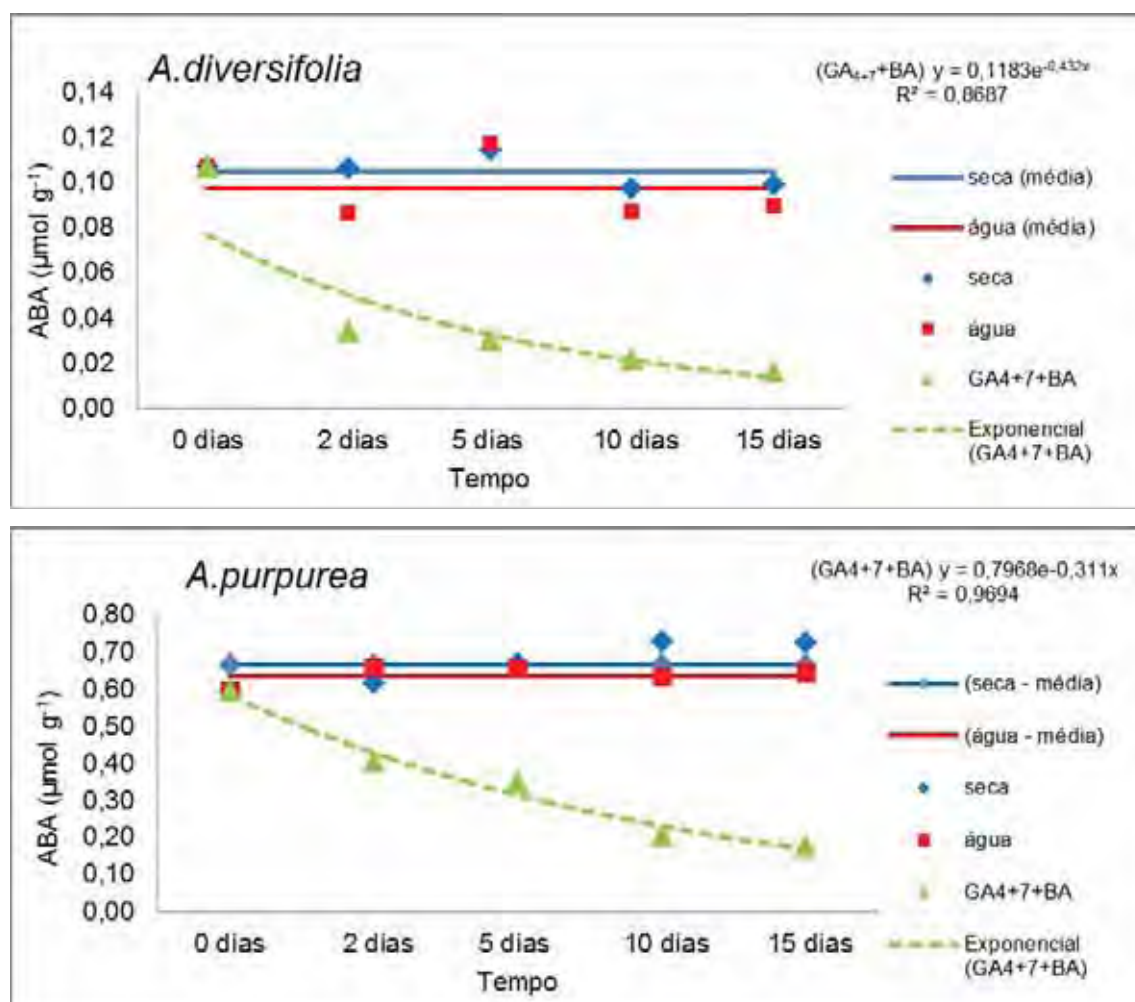 A.diversifolia
(GA4+7+BA) y = 0,1183e-0,432x
R² = 0,8687
0,14
0,12
0,10
0,08
0,06
0,04
0,02
0,00
ABA (µmol g-1)
0 dias
2 dias
5 dias
10 dias
15 dias
Tempo
seca (média)
água (média)
seca
água
GA4+7+BA
Exponencial
(GA4+7+BA)
A.purpurea
(GA4+7+BA) y = 0,7968e-0,311x
R² = 0,9694
0,80
0,70
0,60
0,50
0,40
0,30
0,20
0,10
0,00
ABA (µmol g-1)
0 dias
2 dias
5 dias
10 dias
15 dias
Tempo
(seca - média)
(água - média)
seca
água
GA4+7+BA
Exponencial
(GA4+7+BA)